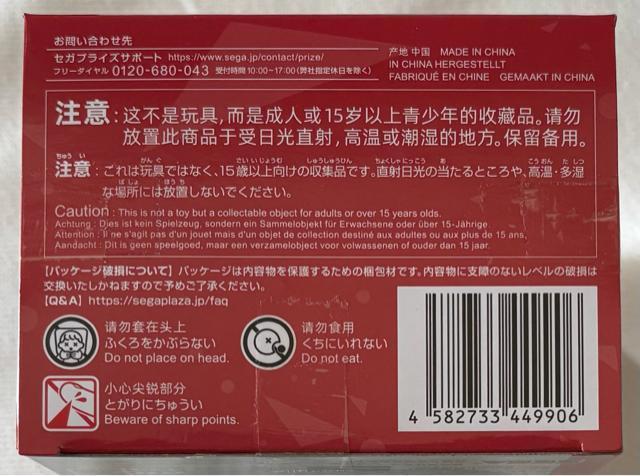 お問い合わせ先
セガプライズサポート https://www.sega.jp/contact/prize/
フリーダイヤル 0120-680-043 受付時間10:00〜17:00(弊社指定休日を除く)
产地 中国 MADE IN CHINA
IN CHINA HERGESTELLT
FABRIQUÉ EN CHINE GEMAAKT IN CHINA
注意:这不是玩具,而是成人或15岁以上青少年的收藏品。请勿
放置此商品于受日光直射,高温或潮湿的地方。保留备用。
注意:これは玩具ではなく、15歳以上向けの収集品です。直射日光の当たるところや、高温・多湿
な場所には放置しないでください。
Caution : This is not a toy but a collectable object for adults or over 15 years olds.
Achtung : Dies ist kein Spielzeug, sondern ein Sammelobjekt für Erwachsene oder über 15-Jährige
Attention : Il ne s'agit pas d'un jouet mais d'un objet de collection destiné aux adultes ou aux plus de 15 ans,
Aandacht : Dit is geen speelgoed, maar een verzamelobject voor volwassenen of ouder dan 15 jaar.
【パッケージ破損について】パッケージは内容物を保護するための梱包材です。内容物に支障のないレベルの破損は
交換いたしかねますので予めご了承ください。
【Q&A】https://segaplaza.jp/faq
请勿套在头上
ふくろをかぶらない
Do not place on head.
请勿食用
くちにいれない
Do not eat.
小心尖锐部分
とがりにちゅうい
Beware of sharp points.
4 582733 449906